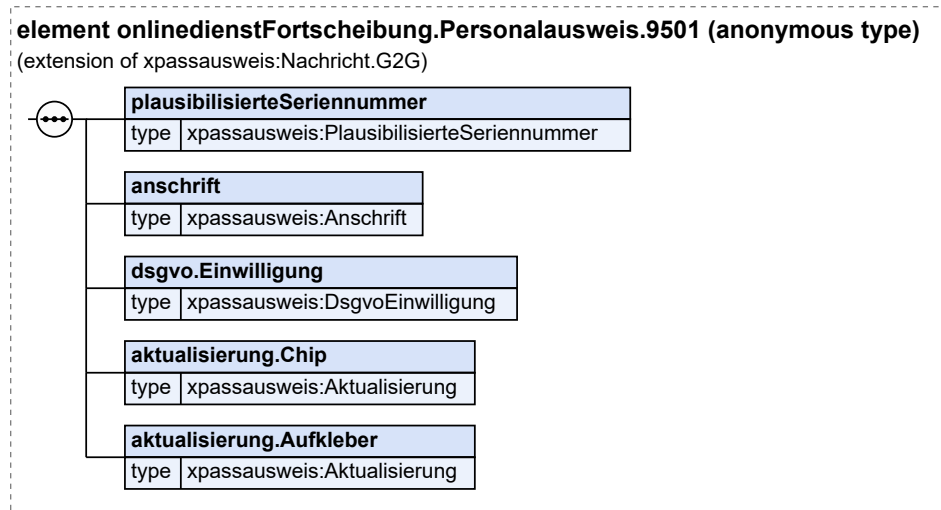 element onlinedienstFortscheibung.Personalausweis.9501 (anonymous type)
(extension of xpassausweis:Nachricht.G2G)
plausibilisierteSeriennummer
type xpassausweis:PlausibilisierteSeriennummer
anschrift
type xpassausweis:Anschrift
dsgvo.Einwilligung
type xpassausweis:DsgvoEinwilligung
aktualisierung.Chip
type xpassausweis:Aktualisierung
aktualisierung.Aufkleber
type xpassausweis:Aktualisierung